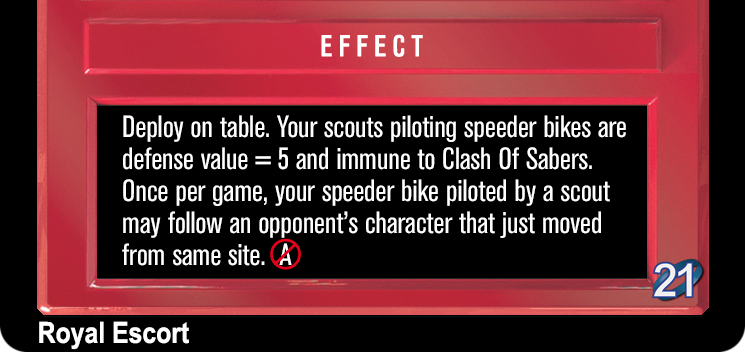 EFFECT
Deploy on table. Your scouts piloting speeder bikes are
defense value = 5 and immune to Clash Of Sabers.
Once per game, your speeder bike piloted by a scout
may follow an opponent's character that just moved
from same site. A
21
Royal Escort